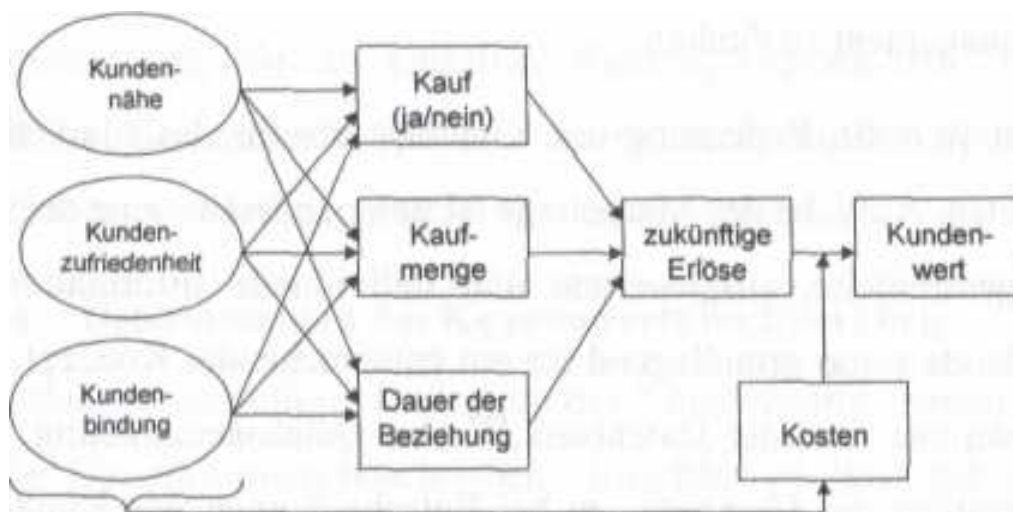 Kunden-
nähe
Kauf
(ja/nein)
Kunden-
zufriedenheit
Kauf-
menge
zukünftige
Erlöse
Kunden-
wert
Kunden-
bindung
Dauer der
Beziehung
Kosten